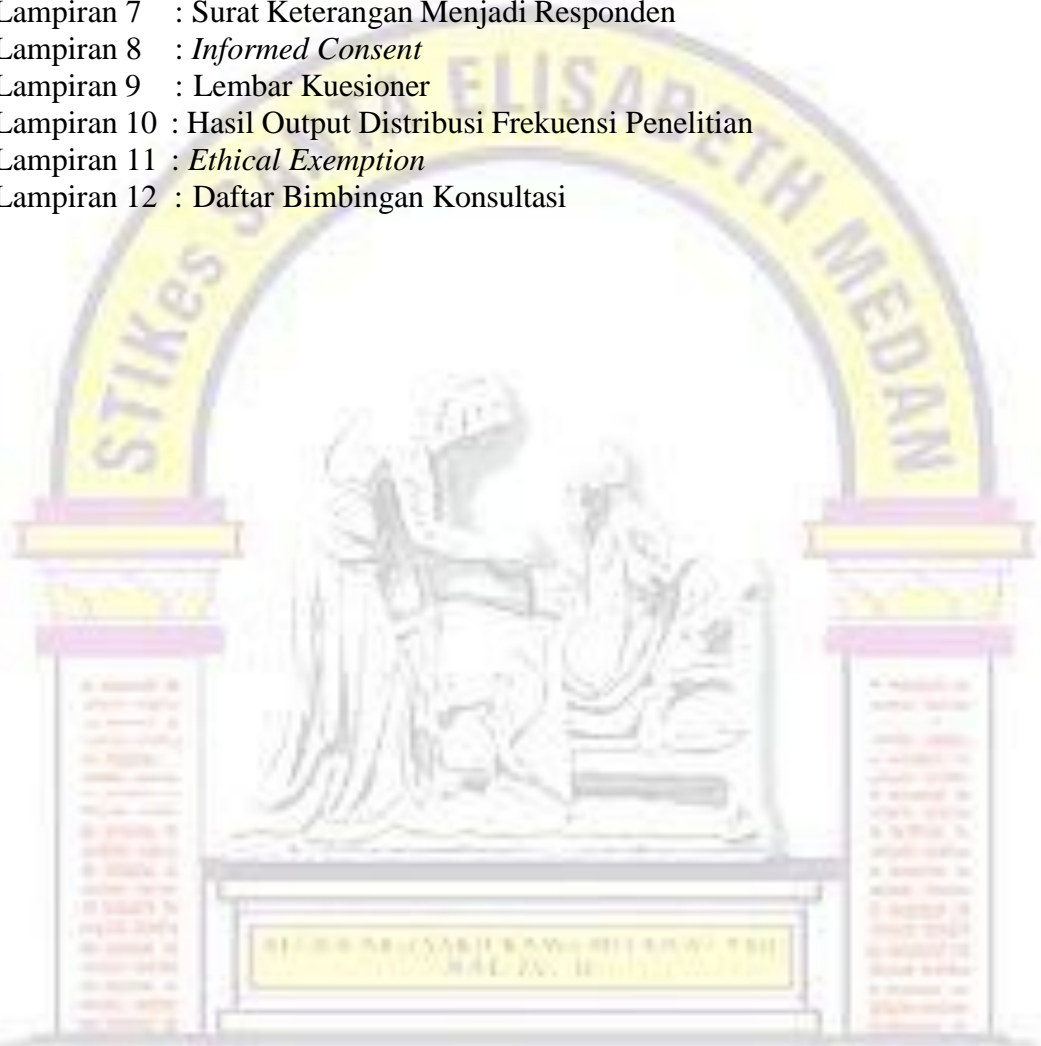 Lampiran 7 : Surat Keterangan Menjadi Responden
Lampiran 8 : Informed Consent
Lampiran 9 : Lembar Kuesioner
Lampiran 10 : Hasil Output Distribusi Frekuensi Penelitian
Lampiran 11 : Ethical Exemption
Lampiran 12 : Daftar Bimbingan Konsultasi
STIKes SANTA ELISABETH MEDAN